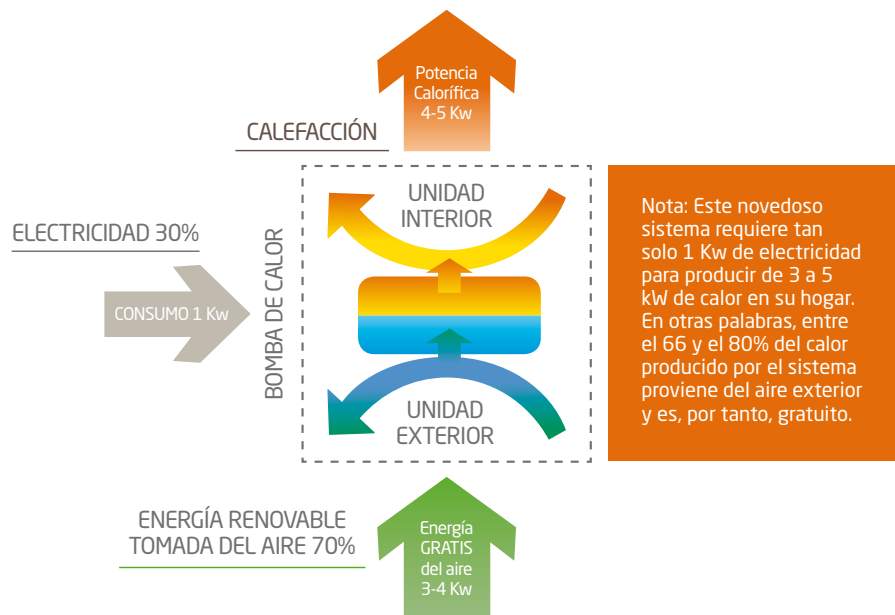 Potencia
Calorífica
4-5 Kw
CALEFACCIÓN
ELECTRICIDAD 30%
CONSUMO 1 Kw
BOMBA DE CALOR
UNIDAD
INTERIOR
UNIDAD
EXTERIOR
Nota: Este novedoso
sistema requiere tan
solo 1 Kw de electricidad
para producir de 3 a 5
kW de calor en su hogar.
En otras palabras, entre
el 66 y el 80% del calor
producido por el sistema
proviene del aire exterior
y es, por tanto, gratuito.
ENERGÍA RENOVABLE
TOMADA DEL AIRE 70%
Energía
GRATIS
del aire
3-4 Kw